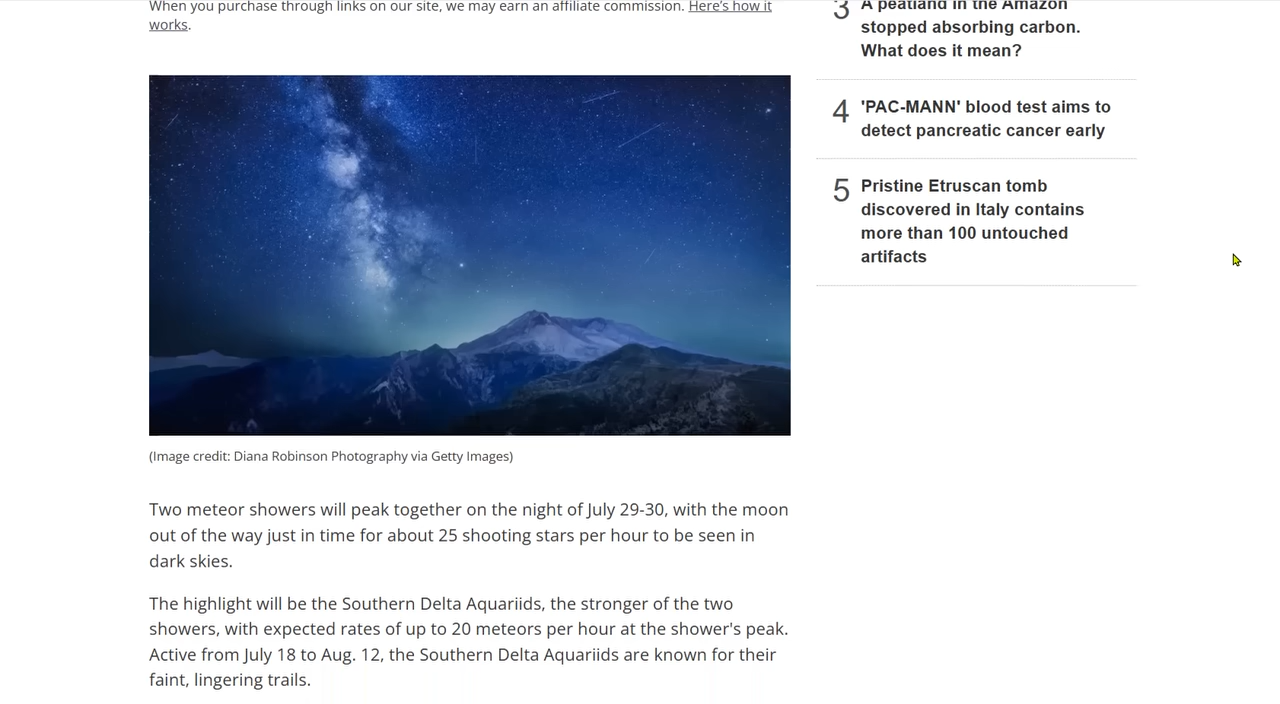 When you purchase through links on our site, we may earn an affiliate commission. Here's how it
works.
(Image credit: Diana Robinson Photography via Getty Images)
Two meteor showers will peak together on the night of July 29-30, with the moon
out of the way just in time for about 25 shooting stars per hour to be seen in
dark skies.
The highlight will be the Southern Delta Aquariids, the stronger of the two
showers, with expected rates of up to 20 meteors per hour at the shower's peak.
Active from July 18 to Aug. 12, the Southern Delta Aquariids are known for their
faint, lingering trails.
3 A peatland in the Amazon
stopped absorbing carbon.
What does it mean?
4 'PAC-MANN' blood test aims to
detect pancreatic cancer early
5 Pristine Etruscan tomb
discovered in Italy contains
more than 100 untouched
artifacts